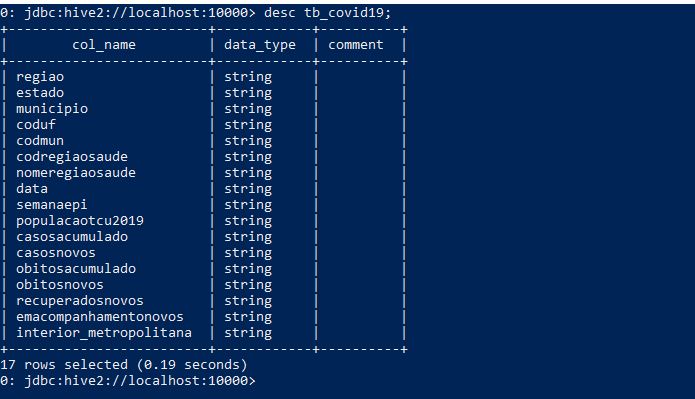 0: jdbc:hive2://localhost:10000> desc tb_covid19;
+-------------------------+------------+----------+
|        col_name         | data_type  | comment  |
+-------------------------+------------+----------+
| regiao                  | string     |          |
| estado                  | string     |          |
| municipio               | string     |          |
| coduf                   | string     |          |
| codmun                  | string     |          |
| codregiaosaude          | string     |          |
| nomeregiaosaude         | string     |          |
| data                    | string     |          |
| semanaepi               | string     |          |
| populacaotcu2019        | string     |          |
| casosacumulado          | string     |          |
| casosnovos              | string     |          |
| obitosacumulado         | string     |          |
| obitosnovos             | string     |          |
| recuperadosnovos        | string     |          |
| emacompanhamentonovos   | string     |          |
| interior_metropolitana  | string     |          |
+-------------------------+------------+----------+
17 rows selected (0.19 seconds)
0: jdbc:hive2://localhost:10000>